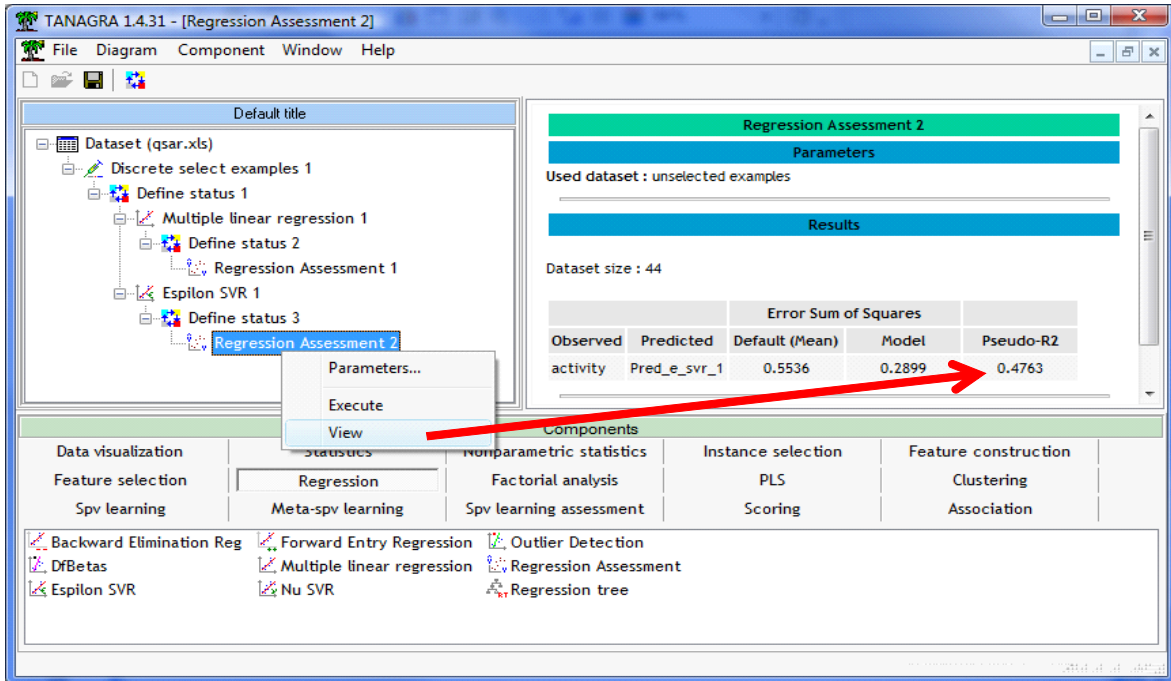 TANAGRA 1.4.31 - [Regression Assessment 2]
File Diagram Component Window Help
Default title
Dataset (qsar.xls)
Discrete select examples 1
Define status 1
Multiple linear regression 1
Define status 2
Regression Assessment 1
Espilon SVR 1
Define status 3
Regression Assessment 2
Parameters...
Execute
View
Regression Assessment 2
Parameters
Used dataset : unselected examples
Results
Dataset size : 44
Error Sum of Squares
Observed Predicted Default (Mean) Model Pseudo-R2
activity Pred_e_svr_1 0.5536 0.2899 0.4763
Components
Data visualization Statistics Nonparametric statistics Instance selection Feature construction
Feature selection Regression Factorial analysis PLS Clustering
Spv learning Meta-spv learning Spv learning assessment Scoring Association
Backward Elimination Reg Forward Entry Regression Outlier Detection
DfBetas Multiple linear regression Regression Assessment
Espilon SVR Nu SVR Regression tree